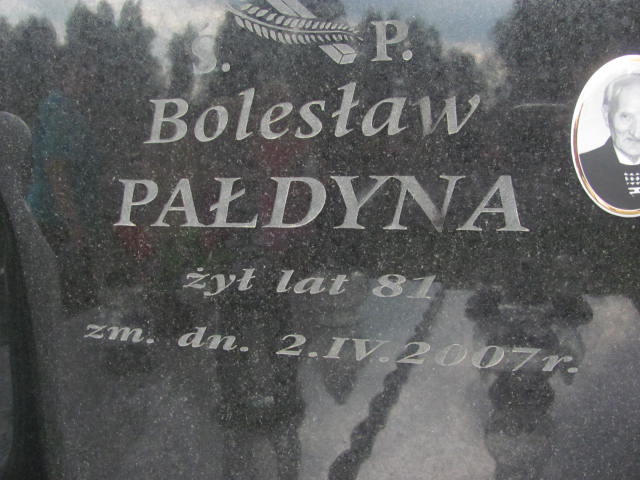 Ś. P.
Bolesław
PAŁDYNA
żył lat 81
zm. dn. 2.IV.2007r.